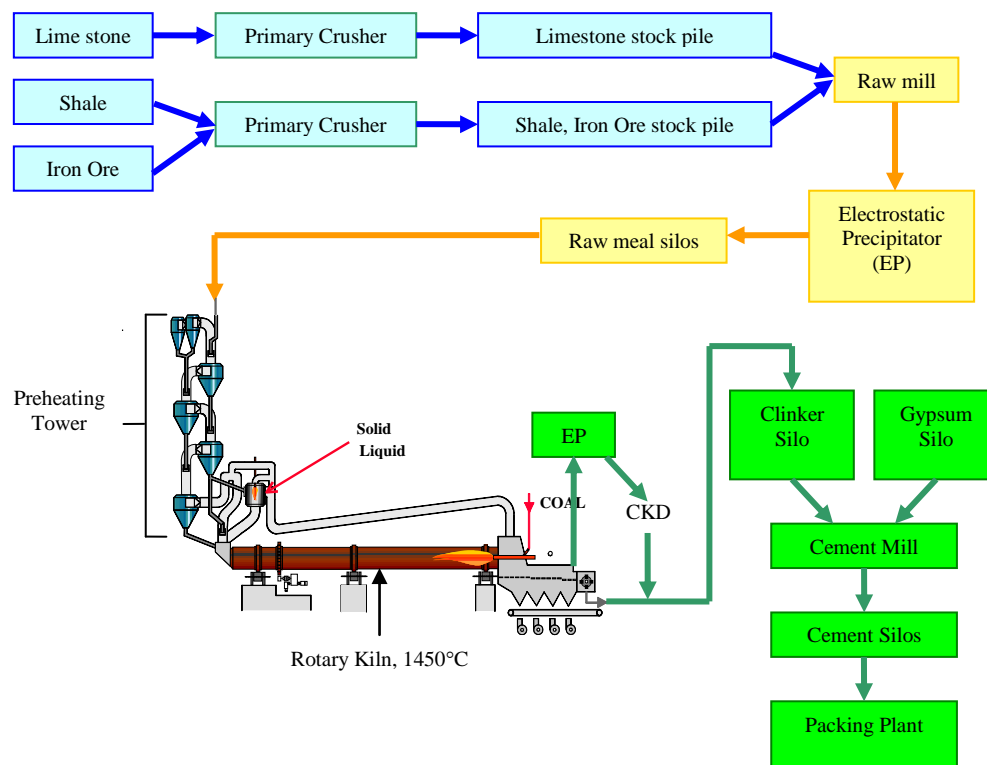 Lime stone
Primary Crusher
Limestone stock pile
Raw mill
Shale
Primary Crusher
Shale, Iron Ore stock pile
Iron Ore
Electrostatic
Precipitator
(EP)
Raw meal silos
Preheating
Tower
Solid
Liquid
EP
COAL
CKD
Clinker
Silo
Gypsum
Silo
Cement Mill
Rotary Kiln, 1450°C
Cement Silos
Packing Plant